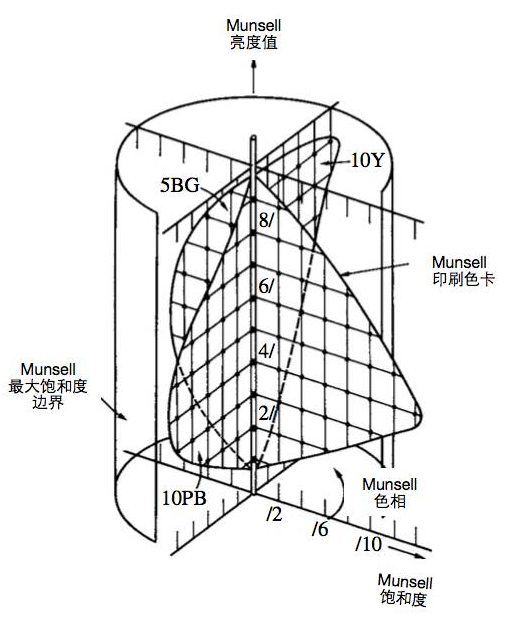 Munsell
亮度值
10Y
5BG
8/
Munsell
印刷色卡
6/
4/
Munsell
最大饱和度
边界
2/
10PB
Munsell
色相
/2
/6
/10
Munsell
饱和度